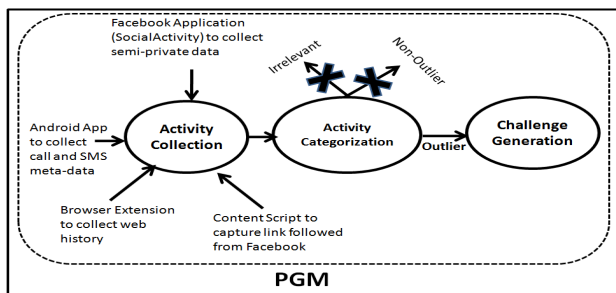 Facebook Application
(SocialActivity) to collect
semi-private data
Irrelevant
Non-Outlier
Android App
to collect
call and SMS
meta-data
Activity
Collection
Activity
Categorization
Outlier
Challenge
Generation
Browser Extension
to collect web
history
Content Script to
capture link followed
from Facebook
PGM